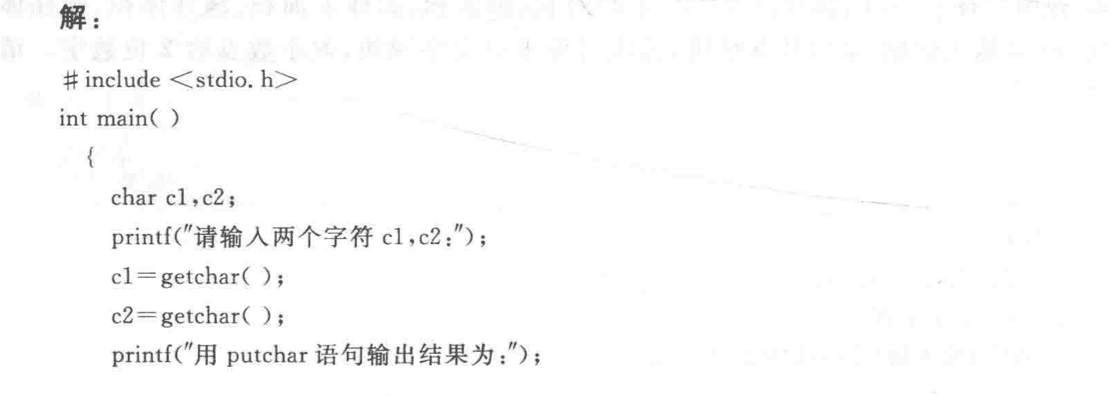 解：
#include <stdio.h>
int main( )
{
char c1,c2;
printf("请输入两个字符 c1,c2:");
c1=getchar( );
c2=getchar( );
printf("用 putchar 语句输出结果为:");